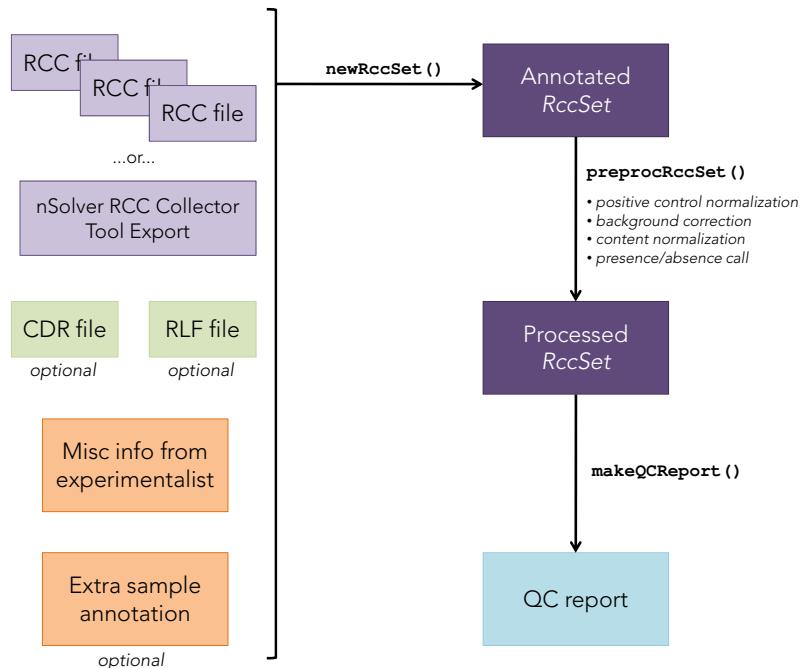 RCC file
RCC fil
RCC file
...or...
nSolver RCC Collector
Tool Export
CDR file
RLF file
optional
optional
Misc info from
experimentalist
Extra sample
annotation
optional
newRccSet()
Annotated
RccSet
preprocRccSet()
• positive control normalization
• background correction
• content normalization
• presence/absence call
Processed
RccSet
makeQCReport()
QC report